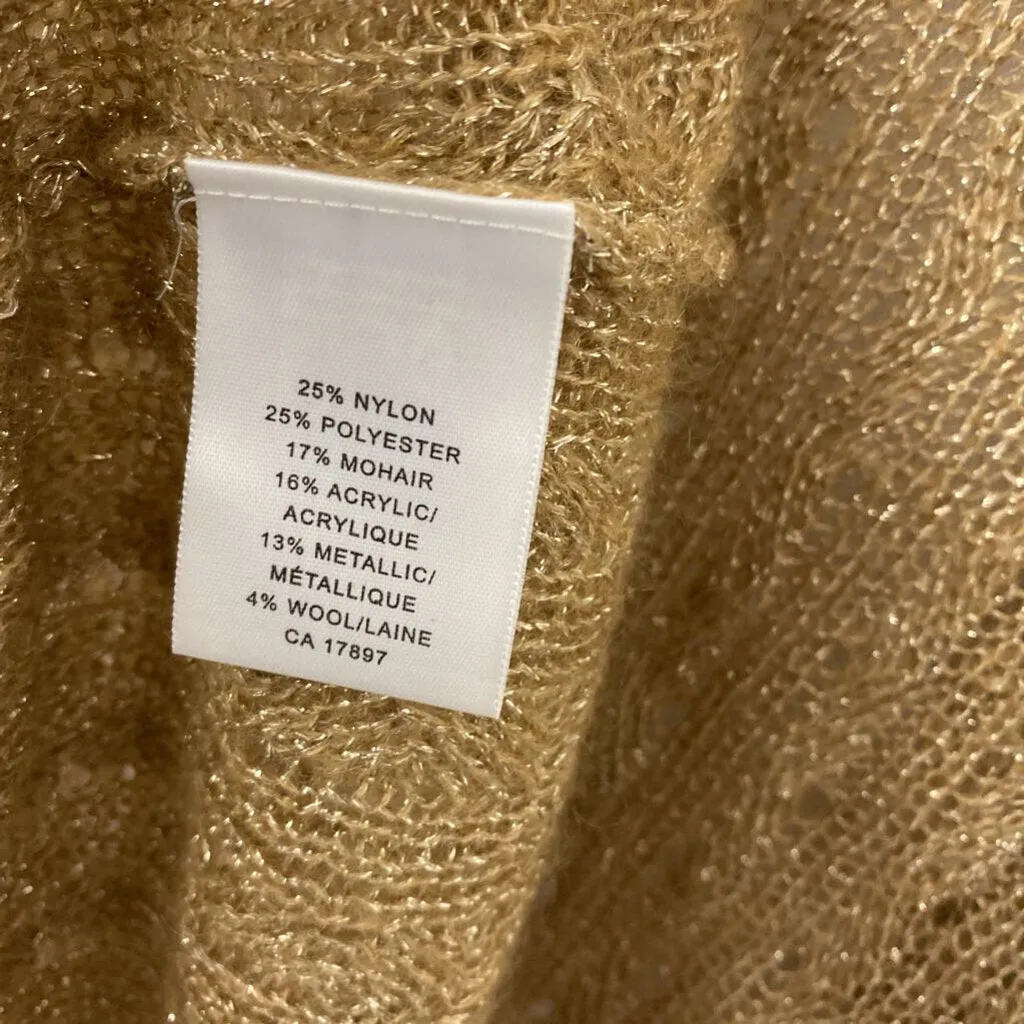 25% NYLON
25% POLYESTER
17% MOHAIR
16% ACRYLIC/
ACRYLIQUE
13% METALLIC/
MÉTALLIQUE
4% WOOL/LAINE
CA 17897